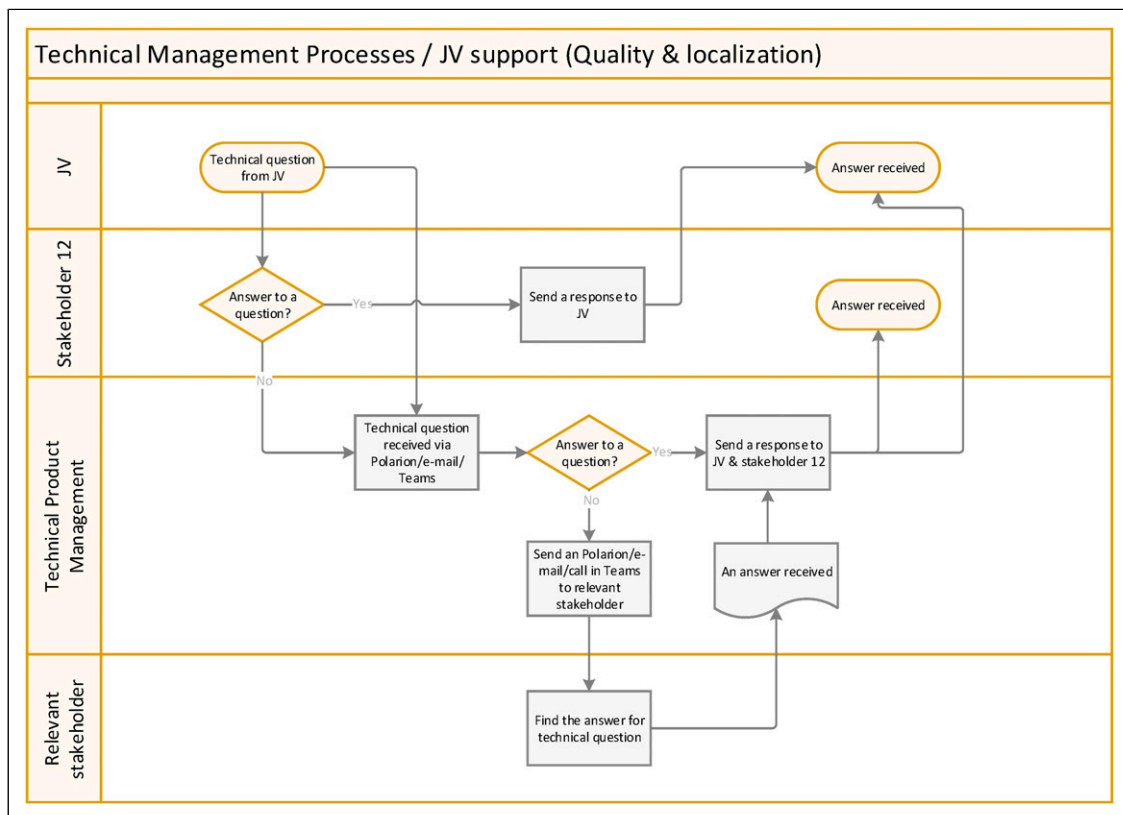 Technical Management Processes / JV support (Quality & localization)
JV
Technical question
from JV
Answer received
Stakeholder 12
Answer to a
question?
Yes
Send a response to
JV
Answer received
No
Technical Product
Management
Technical question
received via
Polarion/e-mail/
Teams
Answer to a
question?
Yes
Send a response to
JV & stakeholder 12
No
Send an Polarion/e-
mail/call in Teams
to relevant
stakeholder
An answer received
Relevant
stakeholder
Find the answer for
technical question